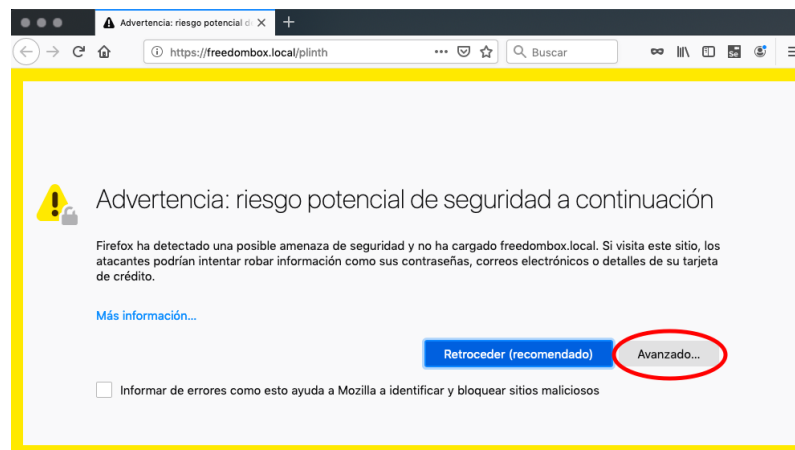 Advertencia: riesgo potencial de
https://freedombox.local/plinth
Buscar
Se
Advertencia: riesgo potencial de seguridad a continuación
Firefox ha detectado una posible amenaza de seguridad y no ha cargado freedombox.local. Si visita este sitio, los
atacantes podrían intentar robar información como sus contraseñas, correos electrónicos o detalles de su tarjeta
de crédito.
Más información...
Retroceder (recomendado)
Avanzado...
Informar de errores como esto ayuda a Mozilla a identificar y bloquear sitios maliciosos